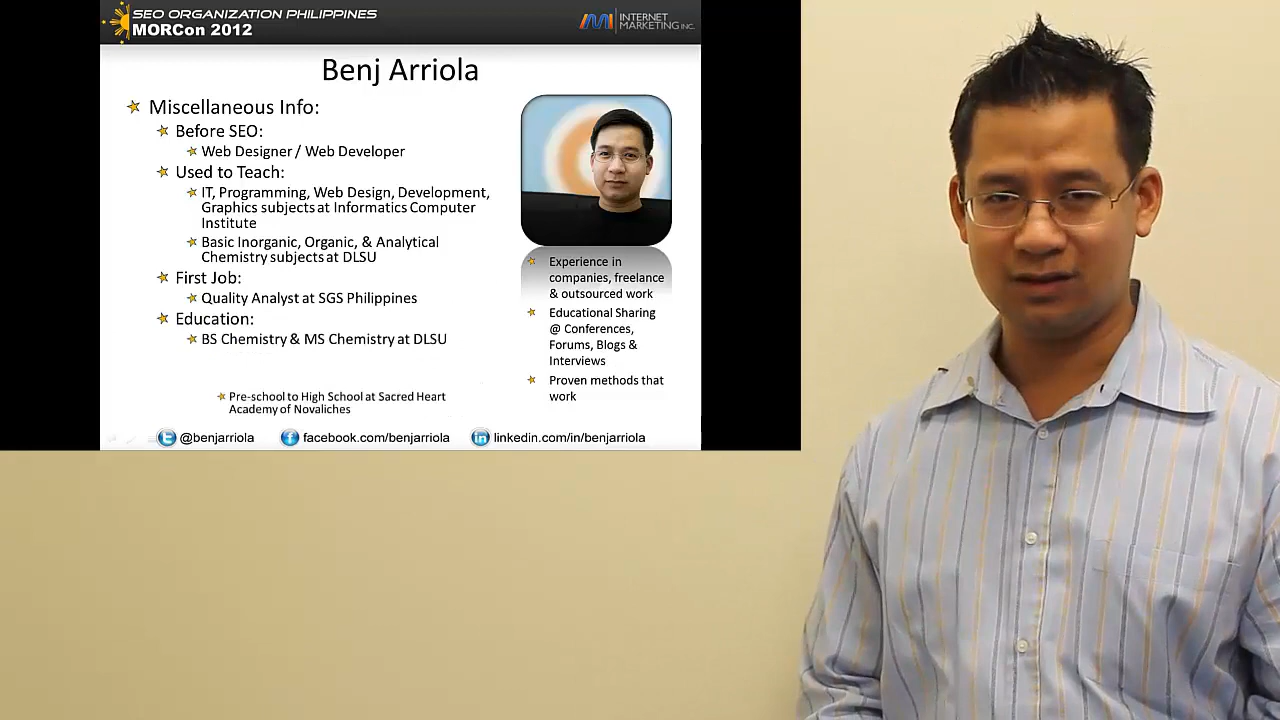 SEO ORGANIZATION PHILIPPINES
MORCon 2012
INTERNET
MARKETING INC.
Benj Arriola
Miscellaneous Info:
Before SEO:
Web Designer / Web Developer
Used to Teach:
IT, Programming, Web Design, Development,
Graphics subjects at Informatics Computer
Institute
Basic Inorganic, Organic, & Analytical
Chemistry subjects at DLSU
First Job:
Quality Analyst at SGS Philippines
Education:
BS Chemistry & MS Chemistry at DLSU
Pre-school to High School at Sacred Heart
Academy of Novaliches
Experience in
companies, freelance
& outsourced work
Educational Sharing
@ Conferences,
Forums, Blogs &
Interviews
Proven methods that
work
@benjarriola
facebook.com/benjarriola
linkedin.com/in/benjarriola